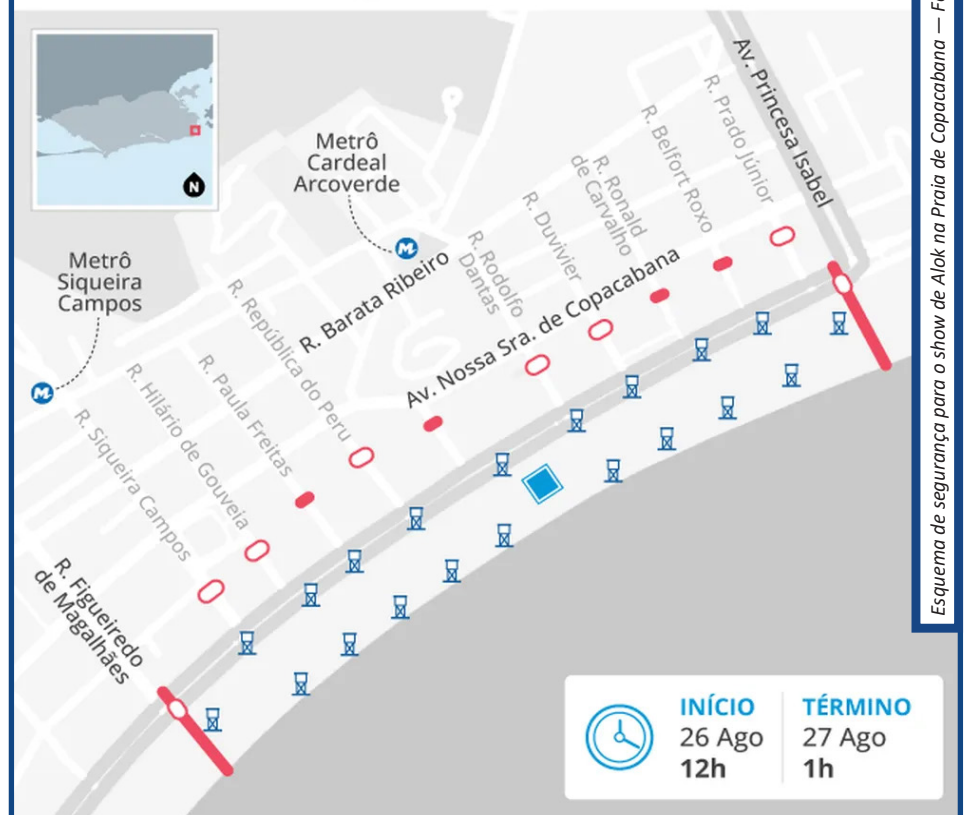 N
Metrô
Cardeal
Arcoverde
M
Metrô
Siqueira
Campos
M
Av. Princesa Isabel
R. Prado Júnior
R. Belfort Roxo
R. Ronald
de Carvalho
R. Duvivier
R. Rodolfo
Dantas
R. Barata Ribeiro
Av. Nossa Sra. de Copacabana
R. República do Peru
R. Paula Freitas
R. Hilário de Gouveia
R. Siqueira Campos
R. Figueiredo
de Magalhães
INÍCIO
26 Ago
12h
TÉRMINO
27 Ago
1h
Esquema de segurança para o show de Alok na Praia de Copacabana —